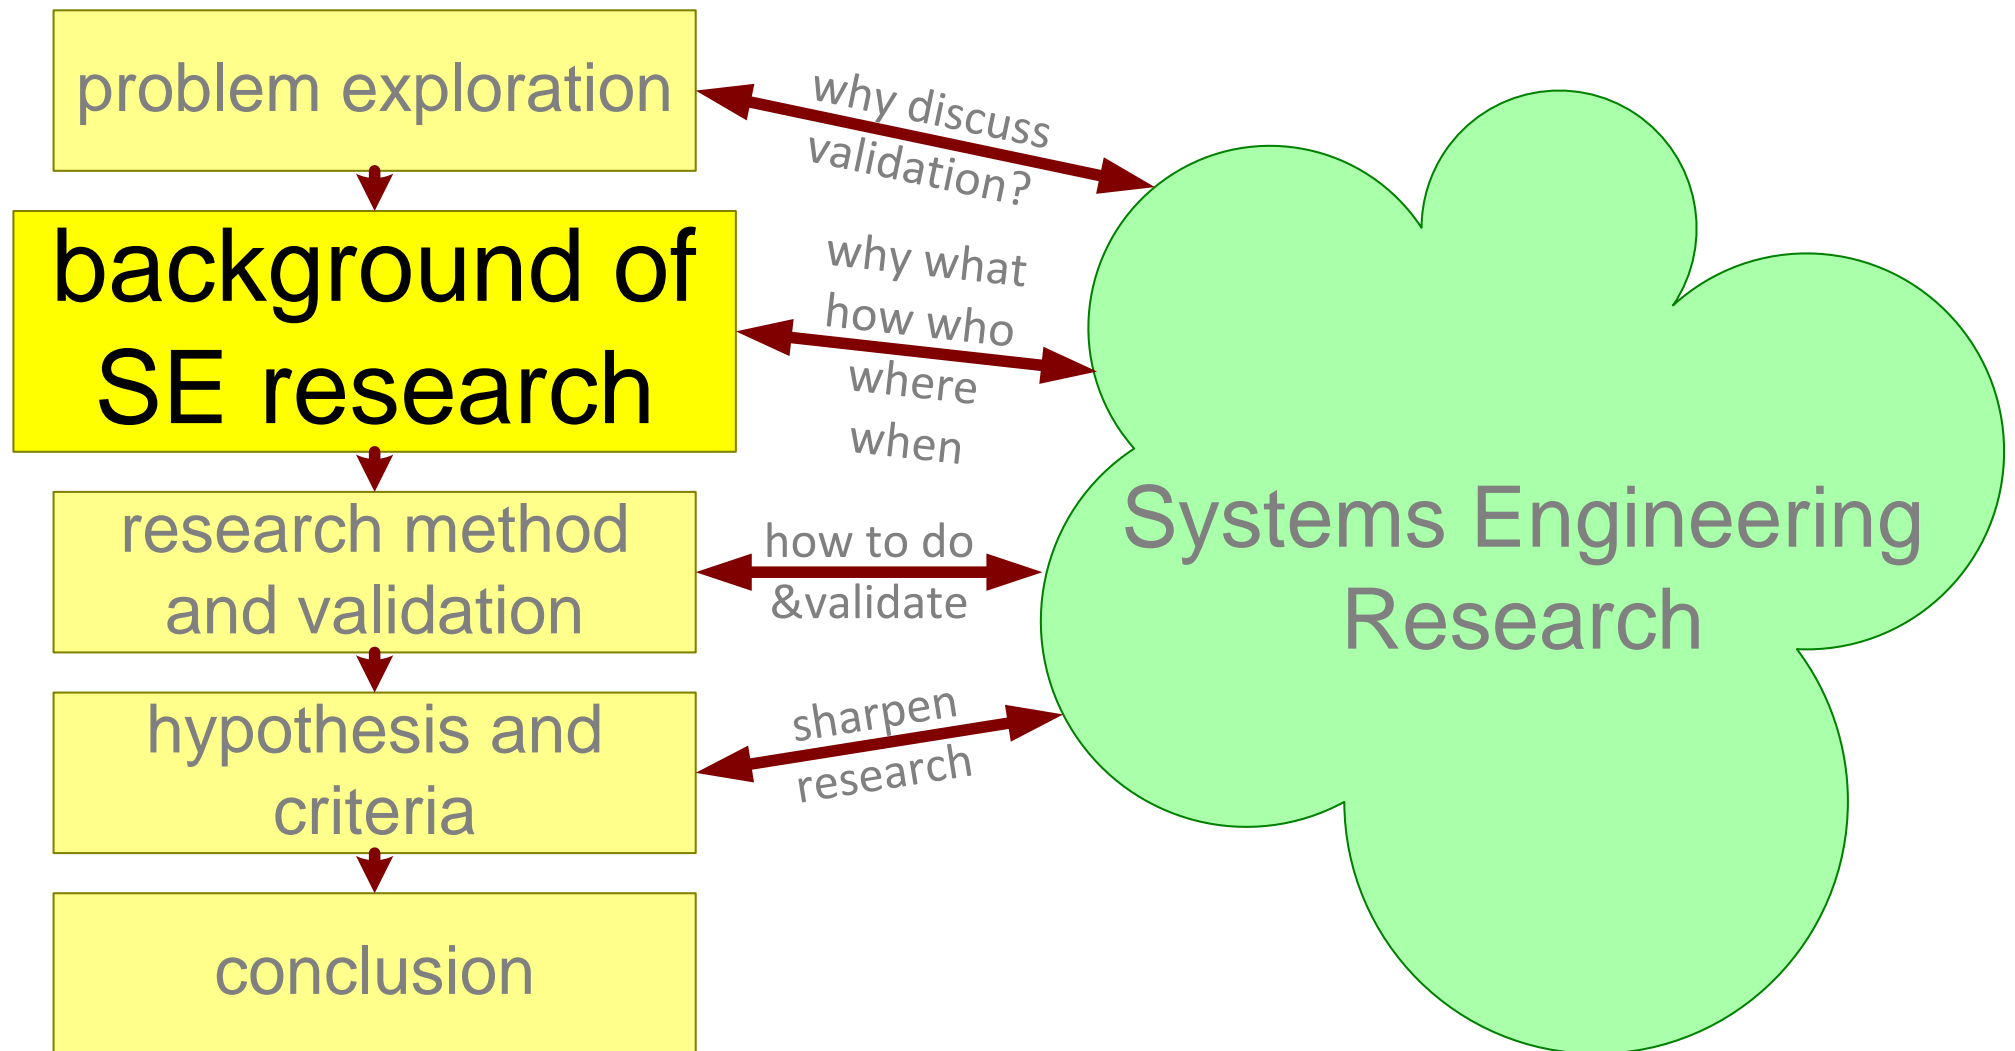 problem exploration
why discuss
validation?
background of
SE research
why what
how who
where
when
research method
and validation
how to do
&validate
hypothesis and
criteria
sharpen
research
conclusion
Systems Engineering
Research